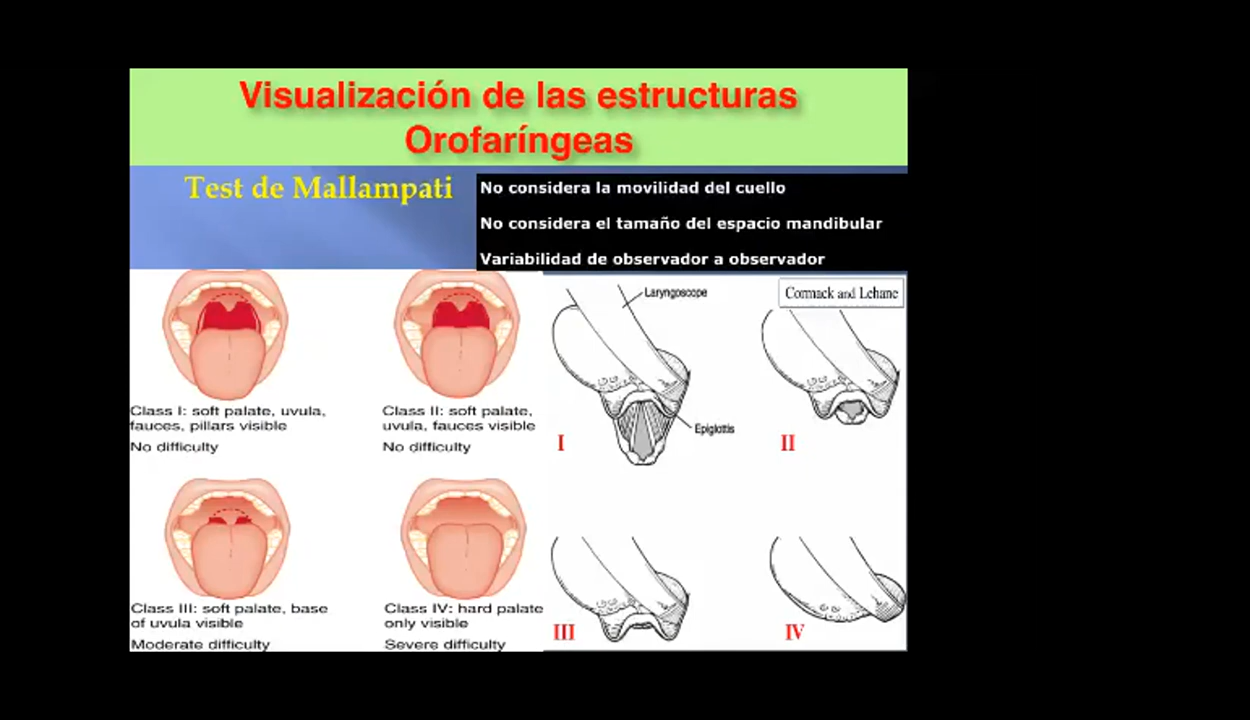 Visualización de las estructuras
Orofaríngeas
Test de Mallampati
No considera la movilidad del cuello
No considera el tamaño del espacio mandibular
Variabilidad de observador a observador
Class I: soft palate, uvula,
fauces, pillars visible
No difficulty
Class II: soft palate,
uvula, fauces visible
No difficulty
Class III: soft palate, base
of uvula visible
Moderate difficulty
Class IV: hard palate
only visible
Severe difficulty
Laryngoscope
Cormack and Lehane
Epiglottis
I
II
III
IV